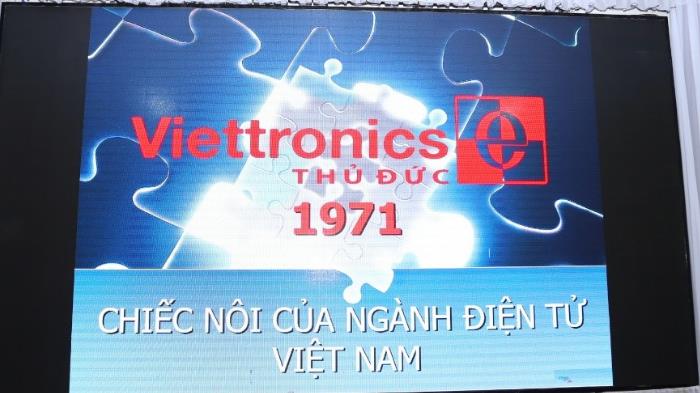 Viettronics
THỦ ĐỨC
1971
CHIẾC NÔI CỦA NGÀNH ĐIỆN TỬ
VIỆT NAM